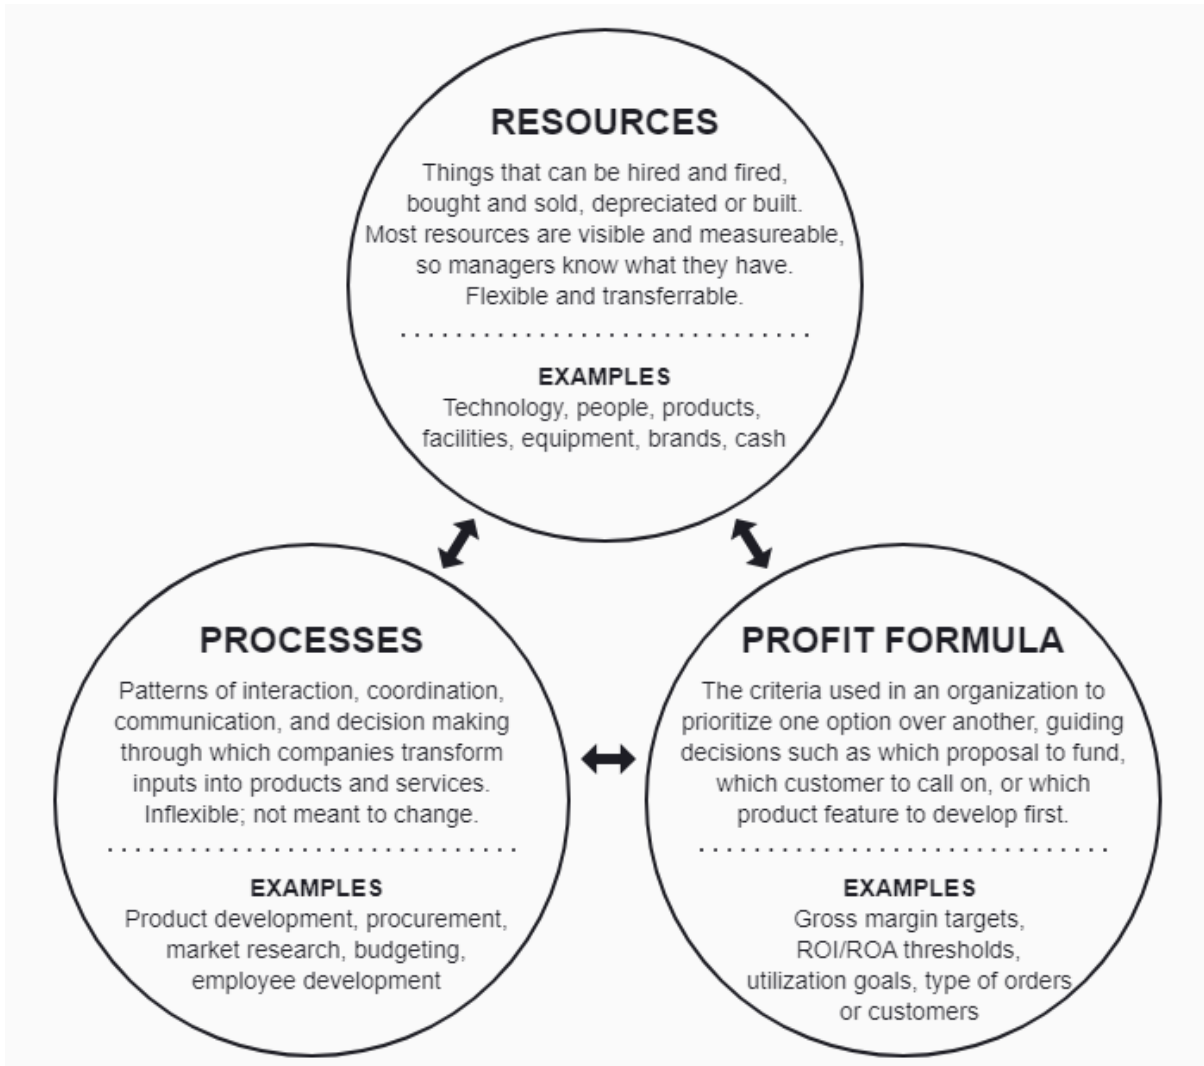 RESOURCES
Things that can be hired and fired,
bought and sold, depreciated or built.
Most resources are visible and measureable,
so managers know what they have.
Flexible and transferrable.
EXAMPLES
Technology, people, products,
facilities, equipment, brands, cash
PROCESSES
Patterns of interaction, coordination,
communication, and decision making
through which companies transform
inputs into products and services.
Inflexible; not meant to change.
EXAMPLES
Product development, procurement,
market research, budgeting,
employee development
PROFIT FORMULA
The criteria used in an organization to
prioritize one option over another, guiding
decisions such as which proposal to fund,
which customer to call on, or which
product feature to develop first.
EXAMPLES
Gross margin targets,
ROI/ROA thresholds,
utilization goals, type of orders
or customers